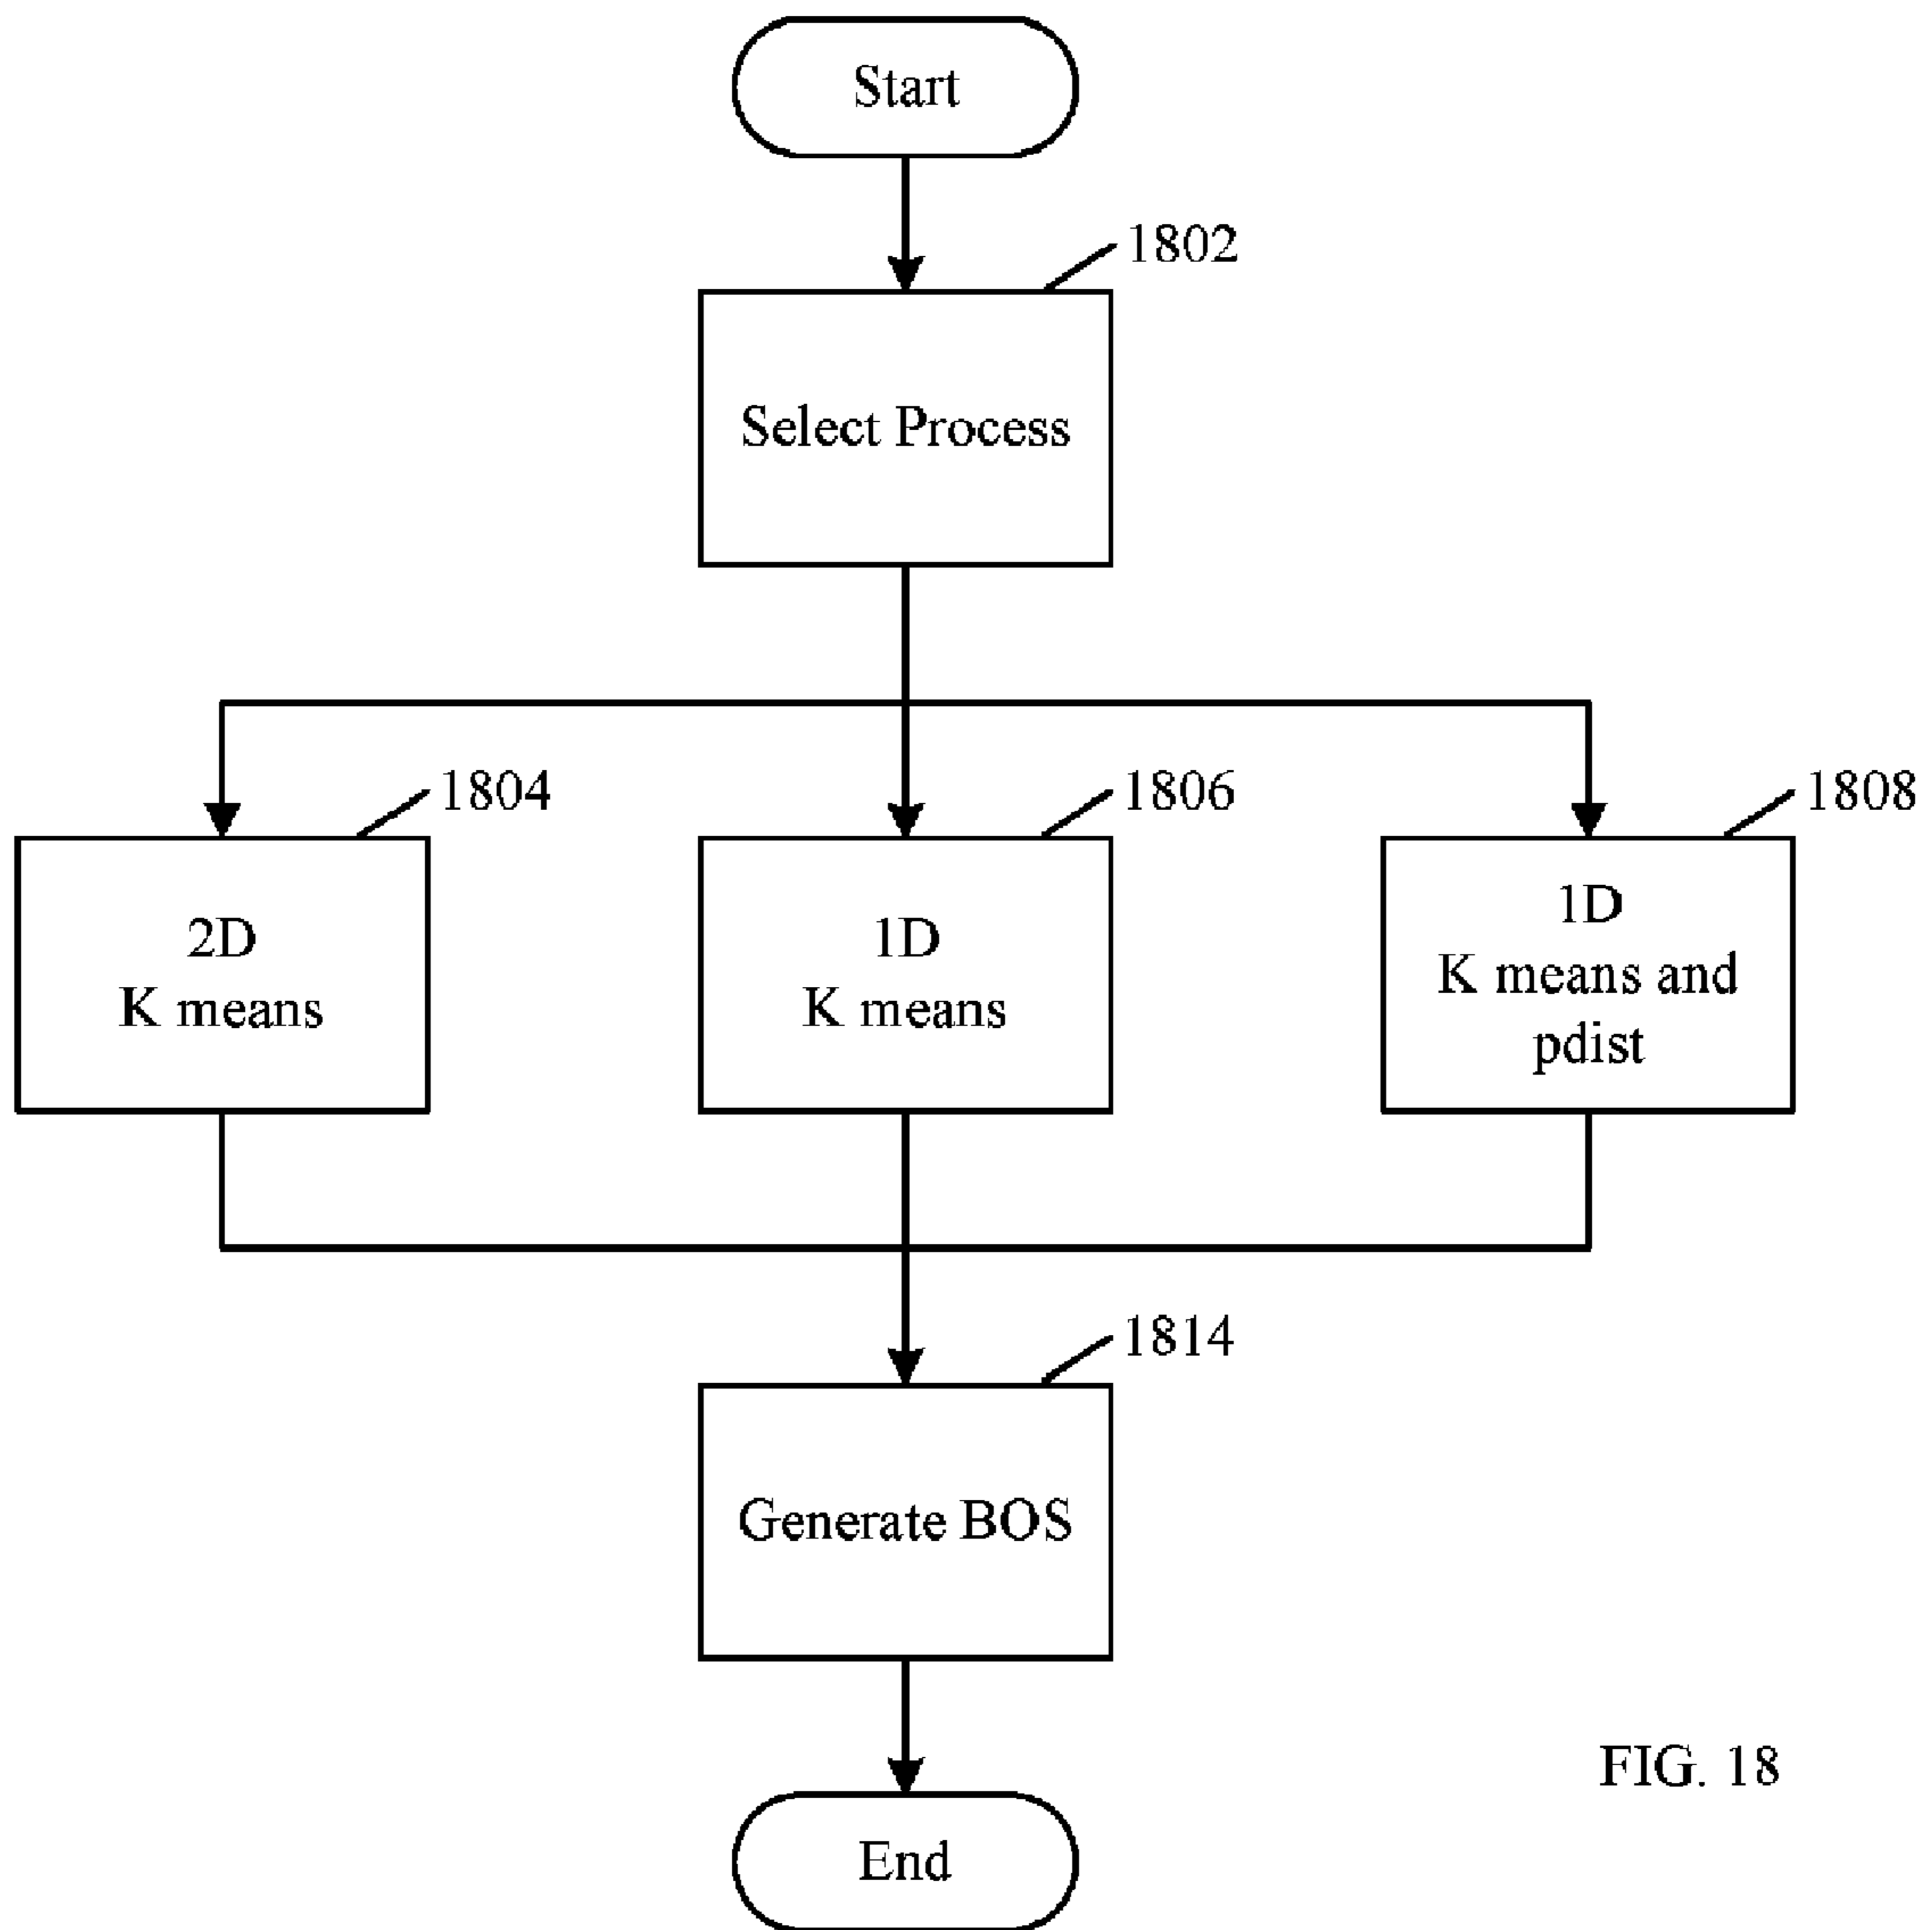 Start
1802
Select Process
1804
1806
1808
2D
K means
1D
K means
1D
K means and
pdist
1814
Generate BOS
FIG. 18
End